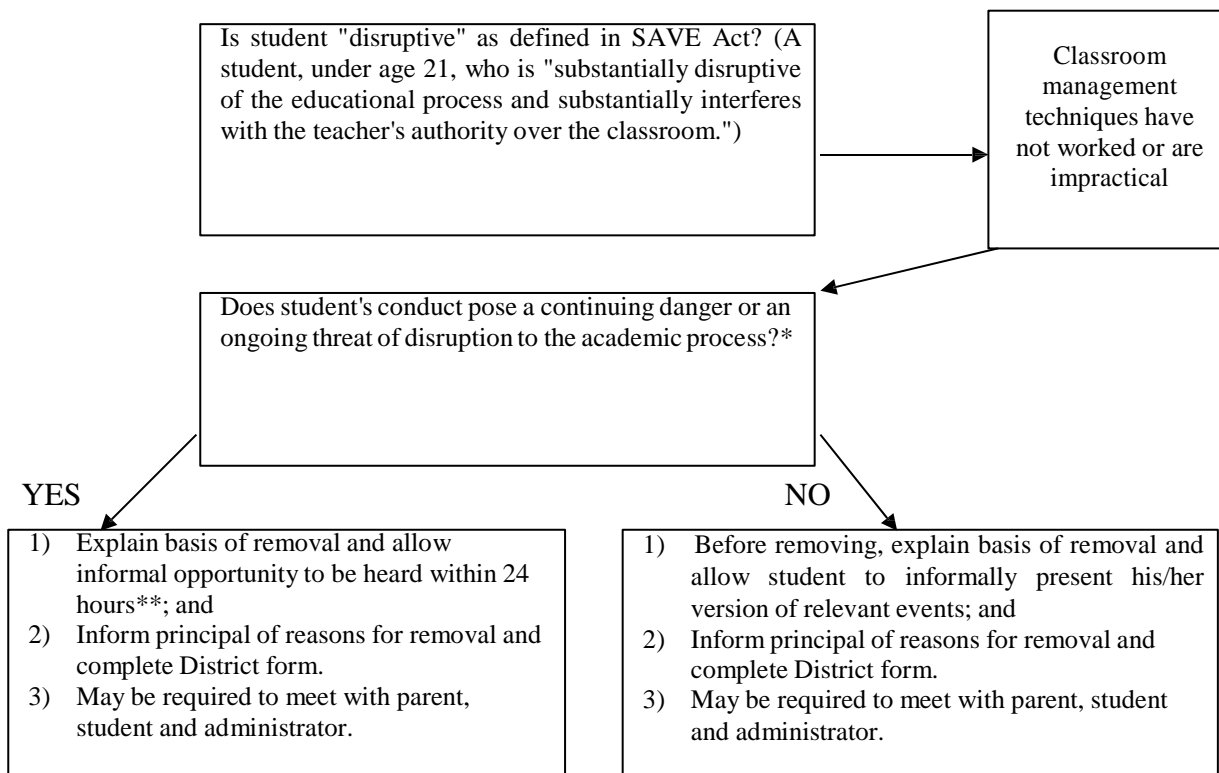 Is student "disruptive" as defined in SAVE Act? (A
student, under age 21, who is "substantially disruptive
of the educational process and substantially interferes
with the teacher's authority over the classroom.")
Classroom
management
techniques have
not worked or are
impractical
Does student's conduct pose a continuing danger or an
ongoing threat of disruption to the academic process?*
YES
NO
1) Explain basis of removal and allow
informal opportunity to be heard within 24
hours**; and
2) Inform principal of reasons for removal and
complete District form.
3) May be required to meet with parent,
student and administrator.
1) Before removing, explain basis of removal and
allow student to informally present his/her
version of relevant events; and
2) Inform principal of reasons for removal and
complete District form.
3) May be required to meet with parent, student
and administrator.